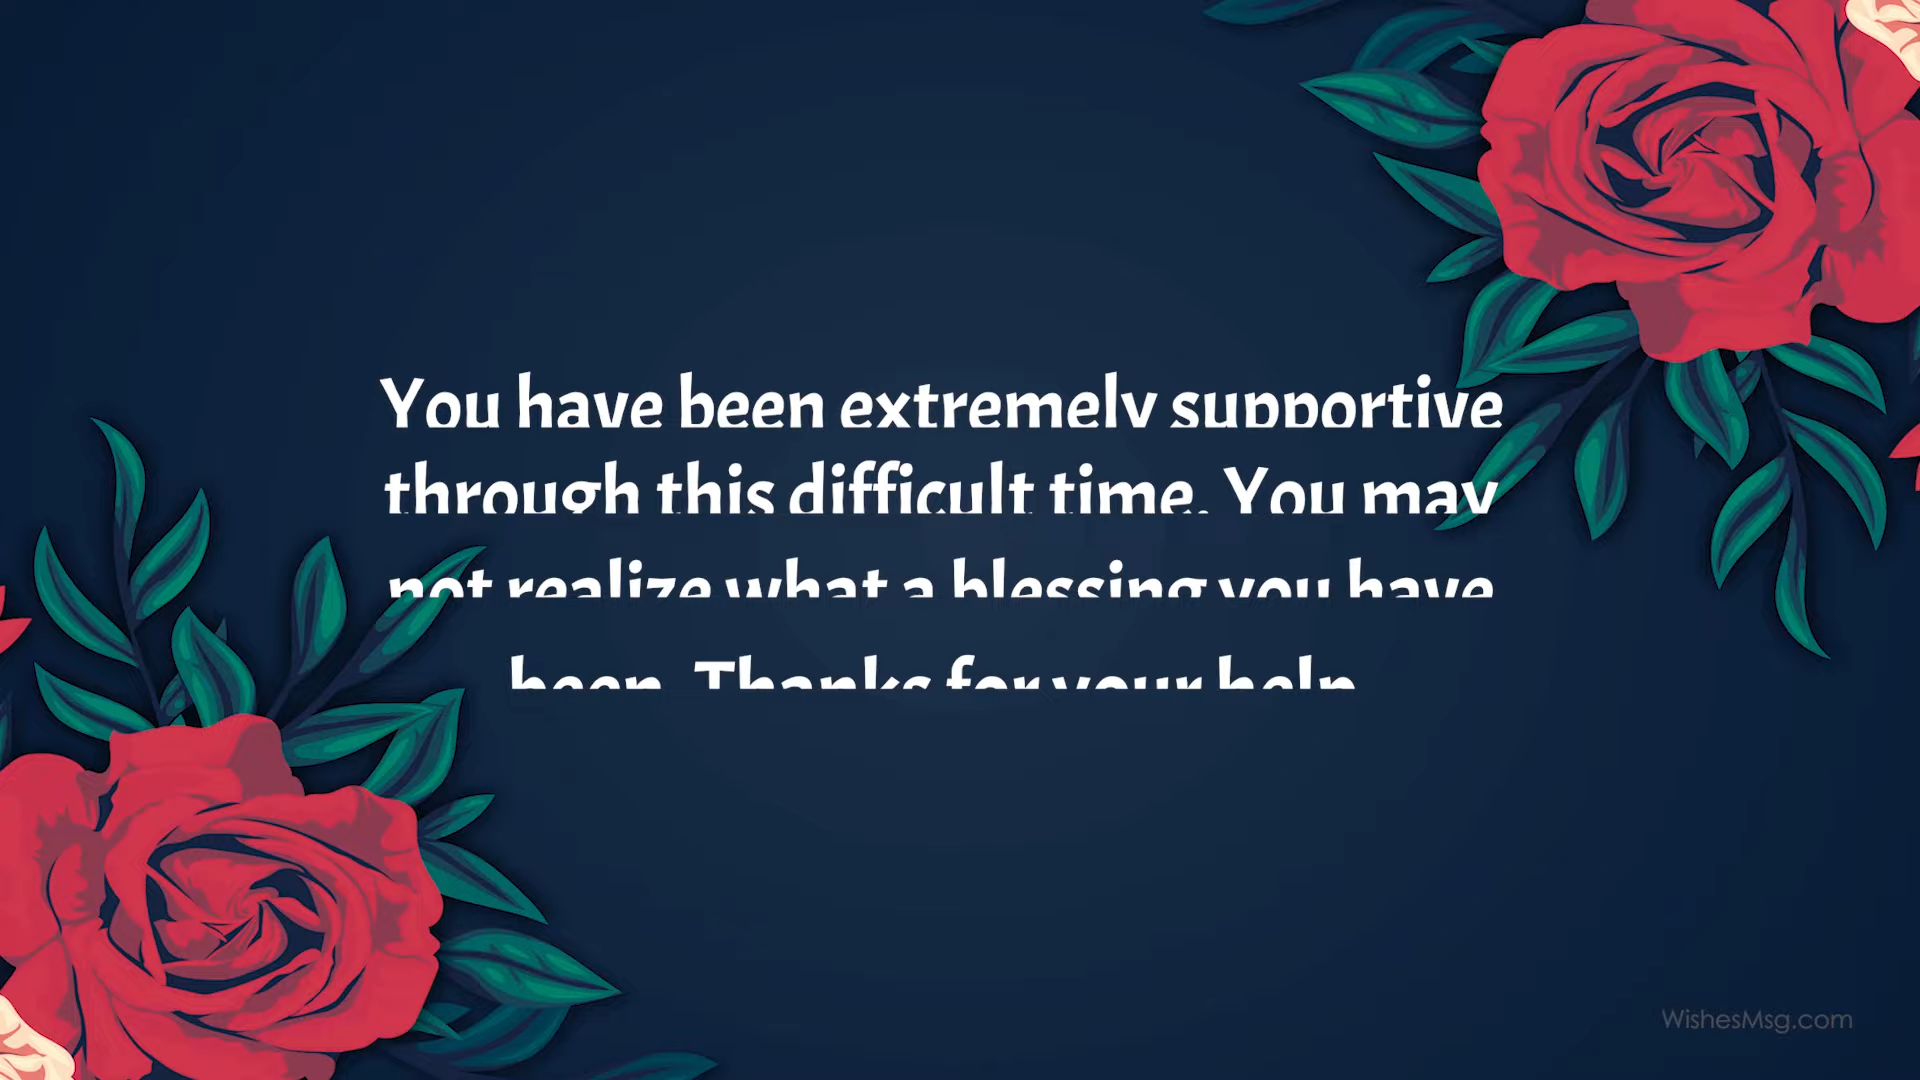 You have been extremely supportive
through this difficult time. You may
not realize what a blessing you have
been. Thanks for your help.
WishesMsg.com